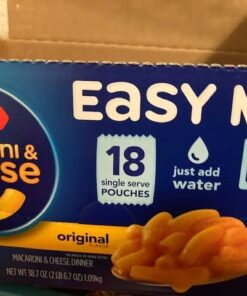 EASY M
ni &
se
18
single serve
POUCHES
just add
water
original
FLAVOUR
MACARONI & CHEESE DINNER
NET WT 38.7 OZ (2 LB 6.7 OZ) 1.09kg